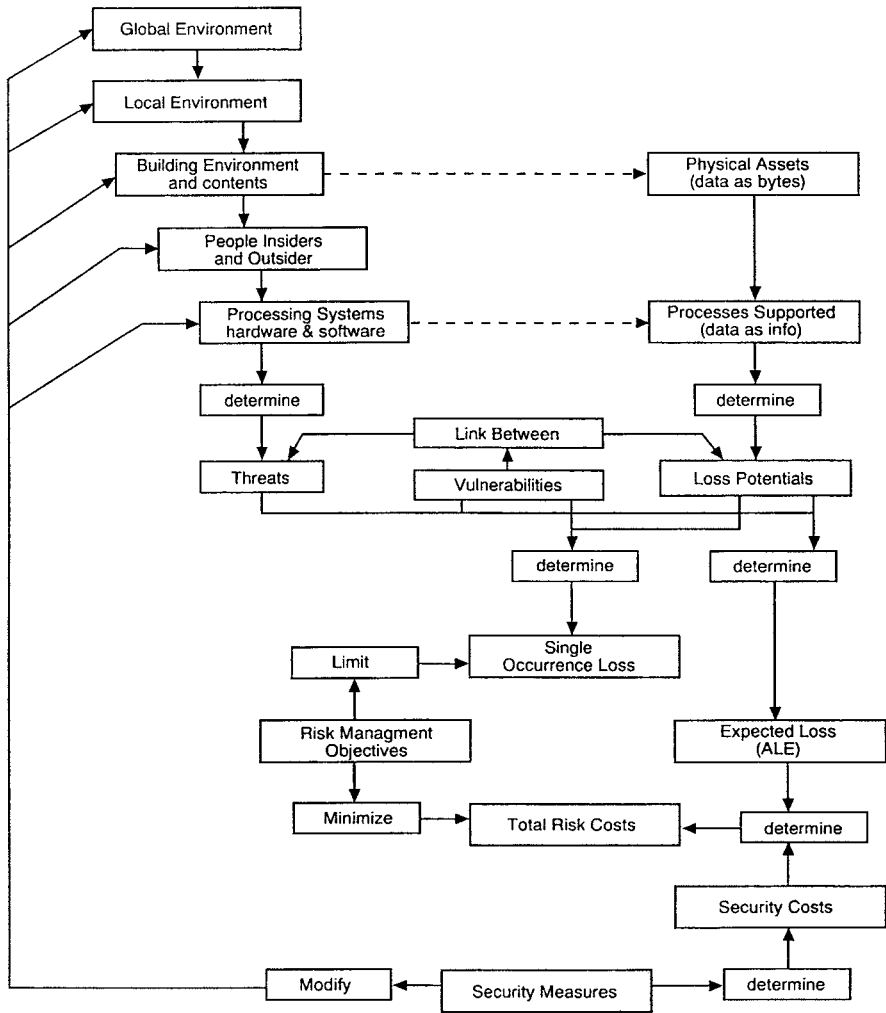 Global Environment
Local Environment
Building Environment
and contents
Physical Assets
(data as bytes)
People Insiders
and Outsider
Processing Systems
hardware & software
Processes Supported
(data as info)
determine
determine
Link Between
Threats
Vulnerabilities
Loss Potentials
determine
determine
Single
Occurrence Loss
Limit
Risk Managment
Objectives
Expected Loss
(ALE)
Minimize
Total Risk Costs
determine
Security Costs
Modify
Security Measures
determine